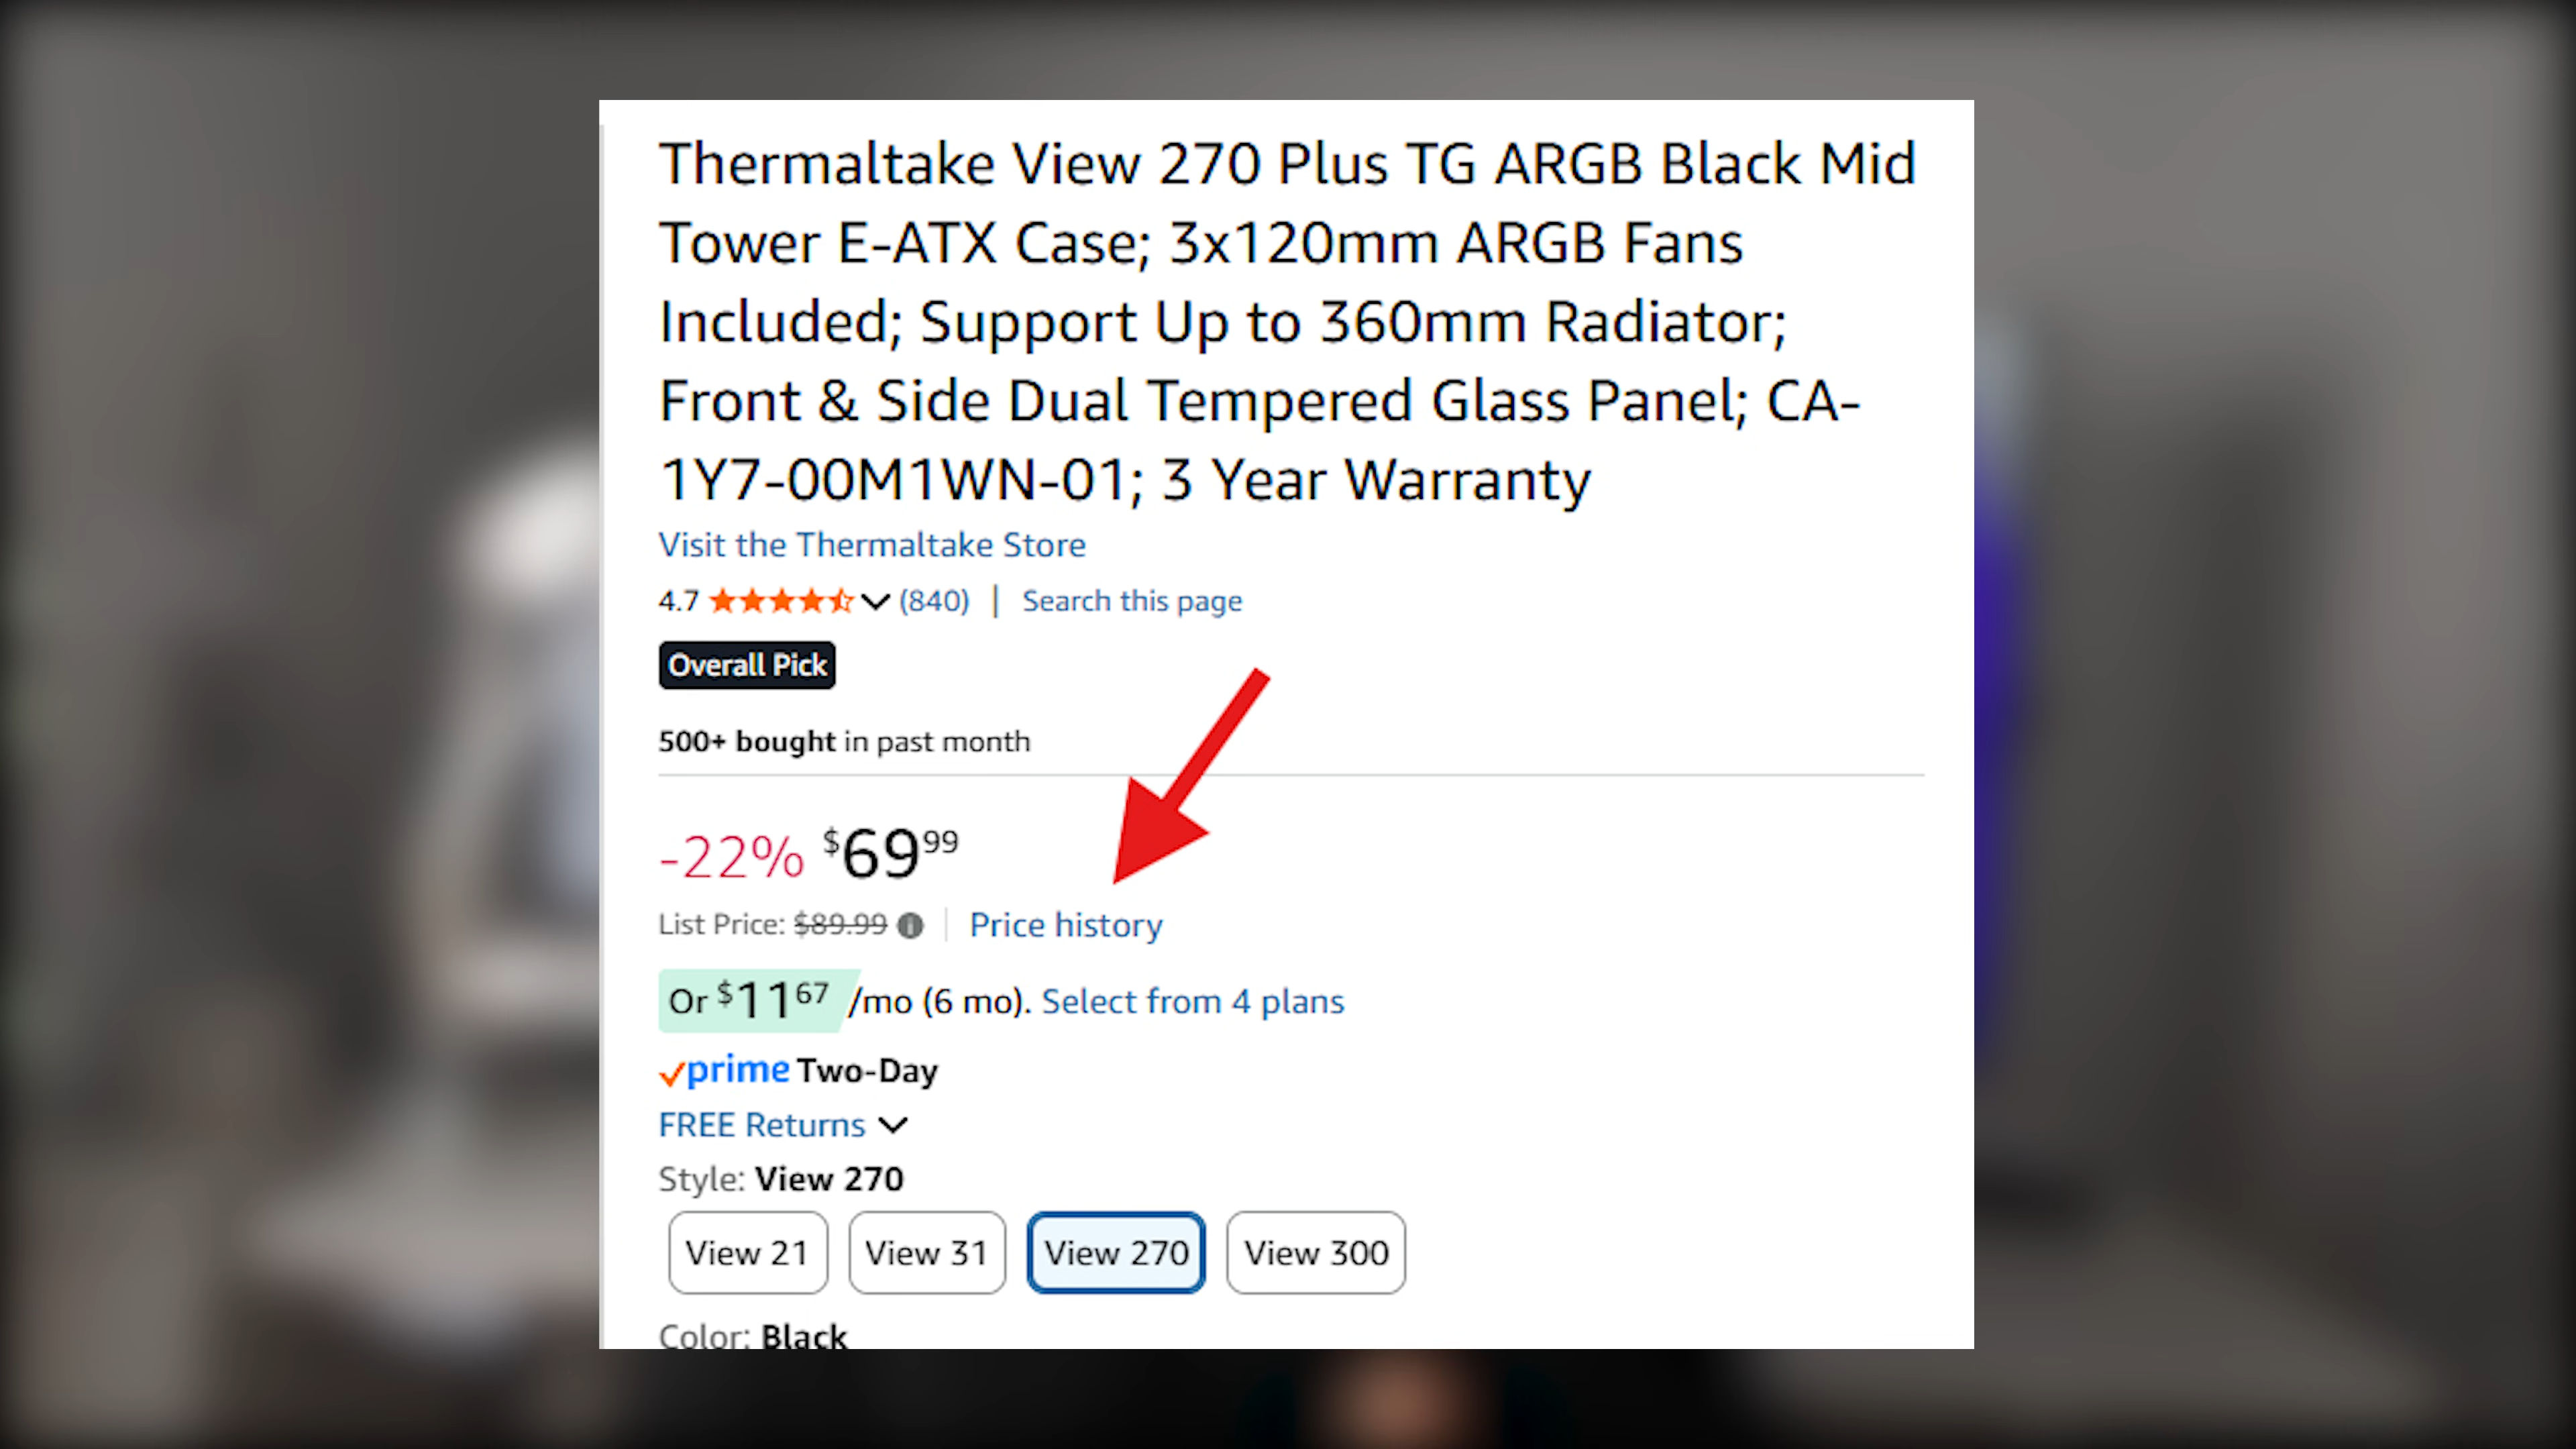 Thermaltake View 270 Plus TG ARGB Black Mid
Tower E-ATX Case; 3x120mm ARGB Fans
Included; Support Up to 360mm Radiator;
Front & Side Dual Tempered Glass Panel; CA-
1Y7-00M1WN-01; 3 Year Warranty
Visit the Thermaltake Store
4.7 (840) | Search this page
Overall Pick
500+ bought in past month
-22% $69.99
List Price: $89.99 | Price history
Or $11.67 /mo (6 mo). Select from 4 plans
prime Two-Day
FREE Returns
Style: View 270
View 21 View 31 View 270 View 300
Color: Black